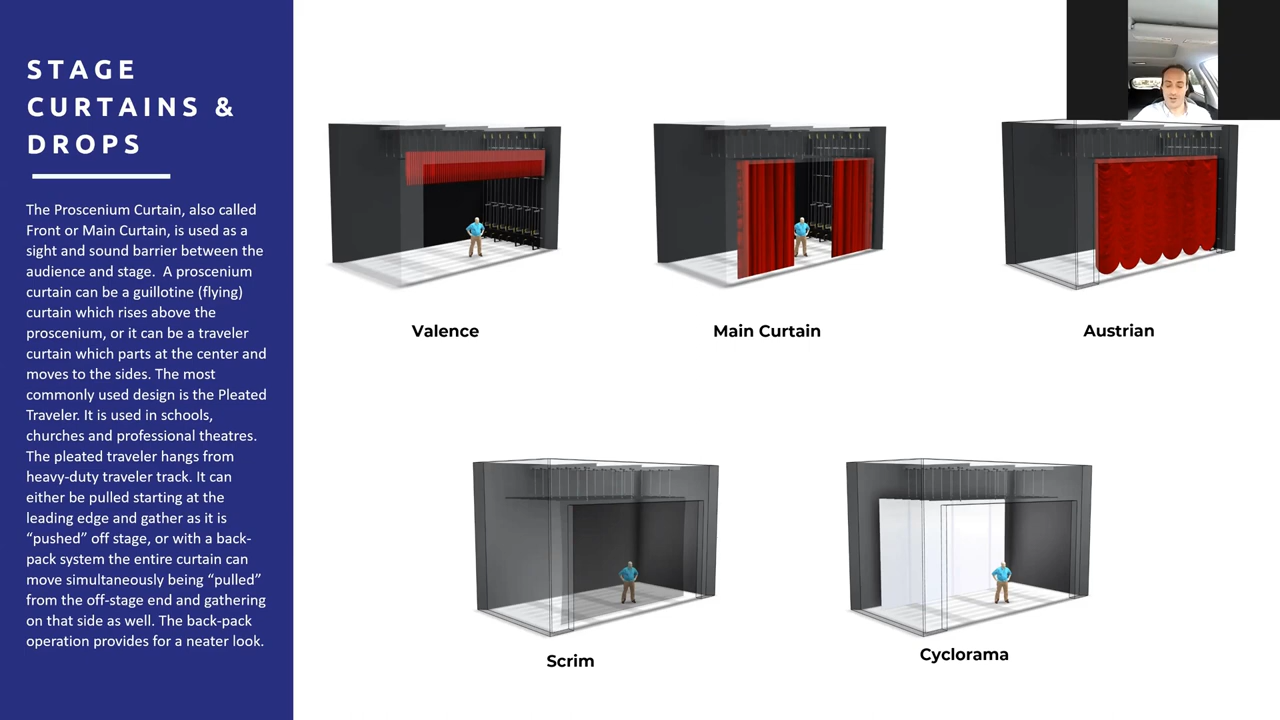 STAGE
CURTAINS &
DROPS
The Proscenium Curtain, also called
Front or Main Curtain, is used as a
sight and sound barrier between the
audience and stage.  A proscenium
curtain can be a guillotine (flying)
curtain which rises above the
proscenium, or it can be a traveler
curtain which parts at the center and
moves to the sides. The most
commonly used design is the Pleated
Traveler. It is used in schools,
churches and professional theatres.
The pleated traveler hangs from
heavy-duty traveler track. It can
either be pulled starting at the
leading edge and gather as it is
“pushed” off stage, or with a back-
pack system the entire curtain can
move simultaneously being “pulled”
from the off-stage end and gathering
on that side as well. The back-pack
operation provides for a neater look.
Valence
Main Curtain
Austrian
Scrim
Cyclorama